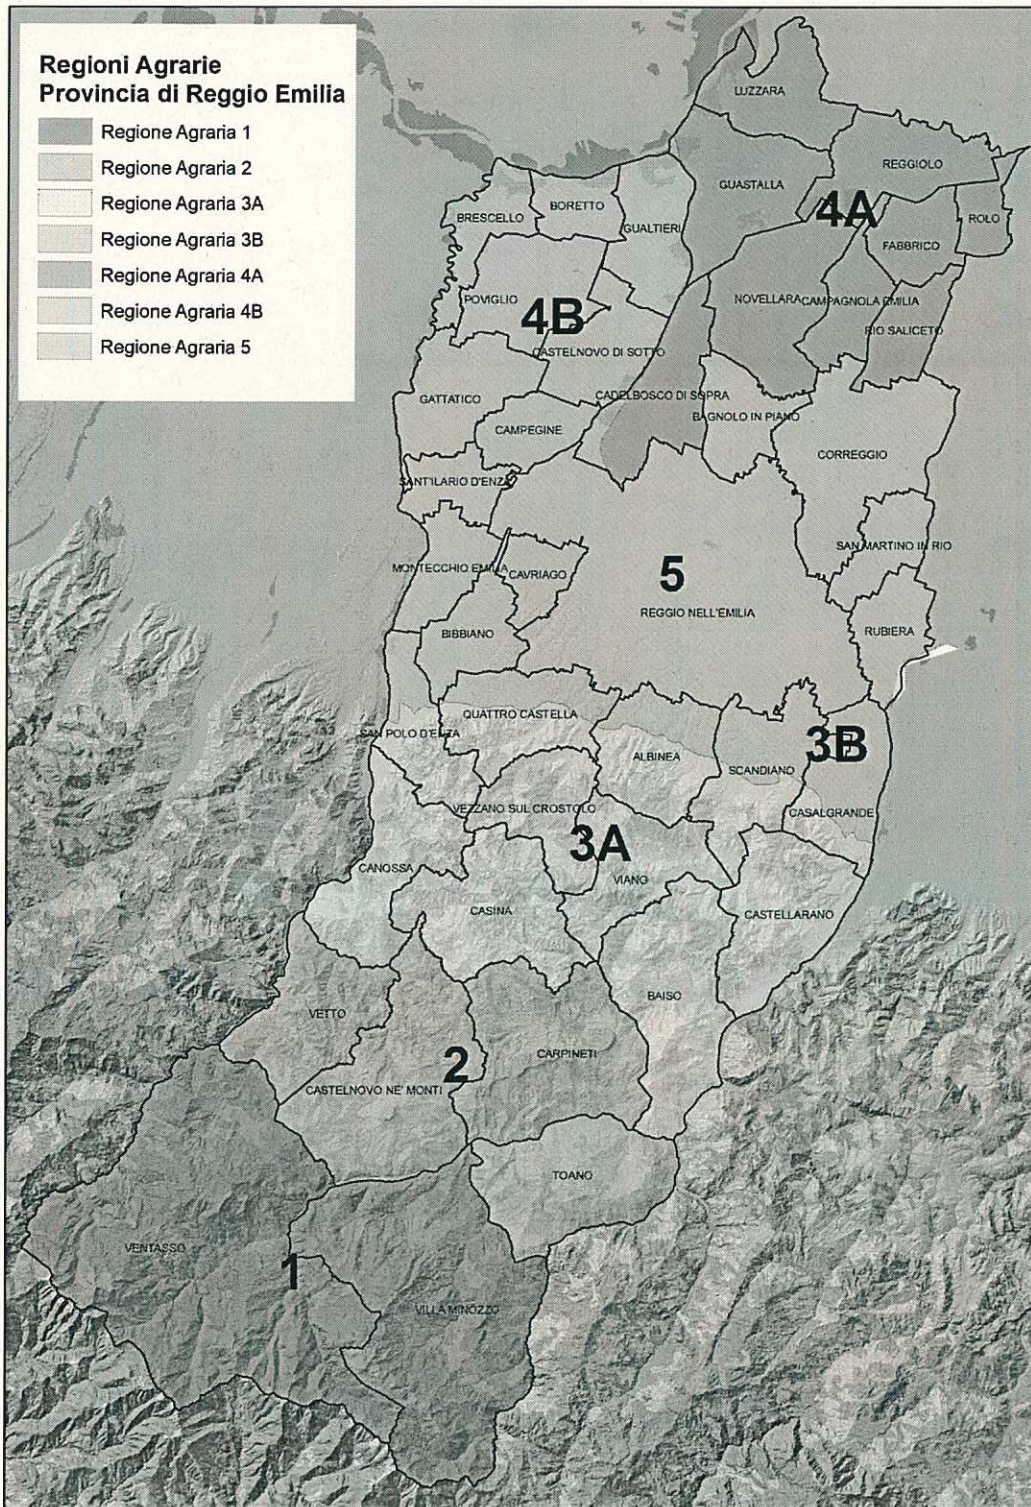 Regioni Agrarie
Provincia di Reggio Emilia
Regione Agraria 1
Regione Agraria 2
Regione Agraria 3A
Regione Agraria 3B
Regione Agraria 4A
Regione Agraria 4B
Regione Agraria 5
LUZZARA
REGGIOLO
GUASTALLA
4A
BORETTO
BRESCELLO
ROLO
GUALTIERI
FABBRICO
POVIGLIO
NOVELLARA
CAMPAGNOLA EMILIA
4B
RIO SALICETO
CASTELNOVO DI SOTTO
GATTATICO
CADELBOSCO DI SOPRA
BAGNOLO IN PIANO
CAMPEGINE
CORREGGIO
SANT'ILARIO D'ENZA
SAN MARTINO IN RIO
MONTECCHIO EMILIA
CAVRIAGO
5
REGGIO NELL'EMILIA
BIBBIANO
RUBIERA
QUATTRO CASTELLA
SAN POLO D'ENZA
3B
ALBINEA
SCANDIANO
VEZZANO SUL CROSTOLO
CASALGRANDE
3A
CANOSSA
VIANO
CASINA
CASTELLARANO
BAISO
VETTO
CARPINETI
2
CASTELNOVO NE' MONTI
TOANO
VENTASSO
1
VILLA MINOZZO